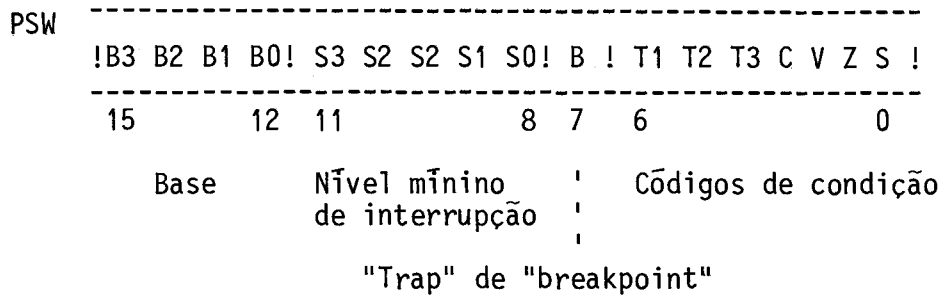 PSW
!B3 B2 B1 B0! S3 S2 S2 S1 S0! B ! T1 T2 T3 C V Z S !
15 12 11 8 7 6 0
Base Nível mínino ' Códigos de condição
de interrupção '
"Trap" de "breakpoint"